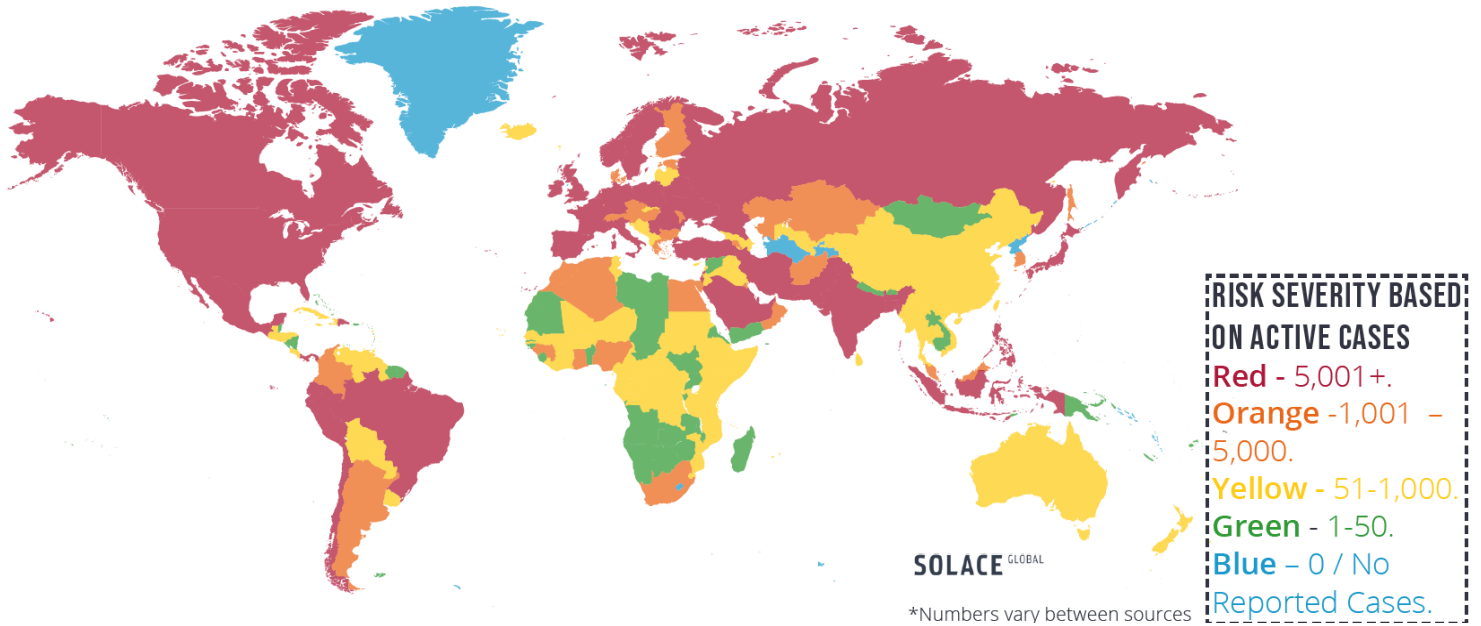 RISK SEVERITY BASED
ON ACTIVE CASES
Red - 5,001+.
Orange -1,001 –
5,000.
Yellow - 51-1,000.
Green - 1-50.
Blue – 0 / No
Reported Cases.
SOLACE GLOBAL
*Numbers vary between sources